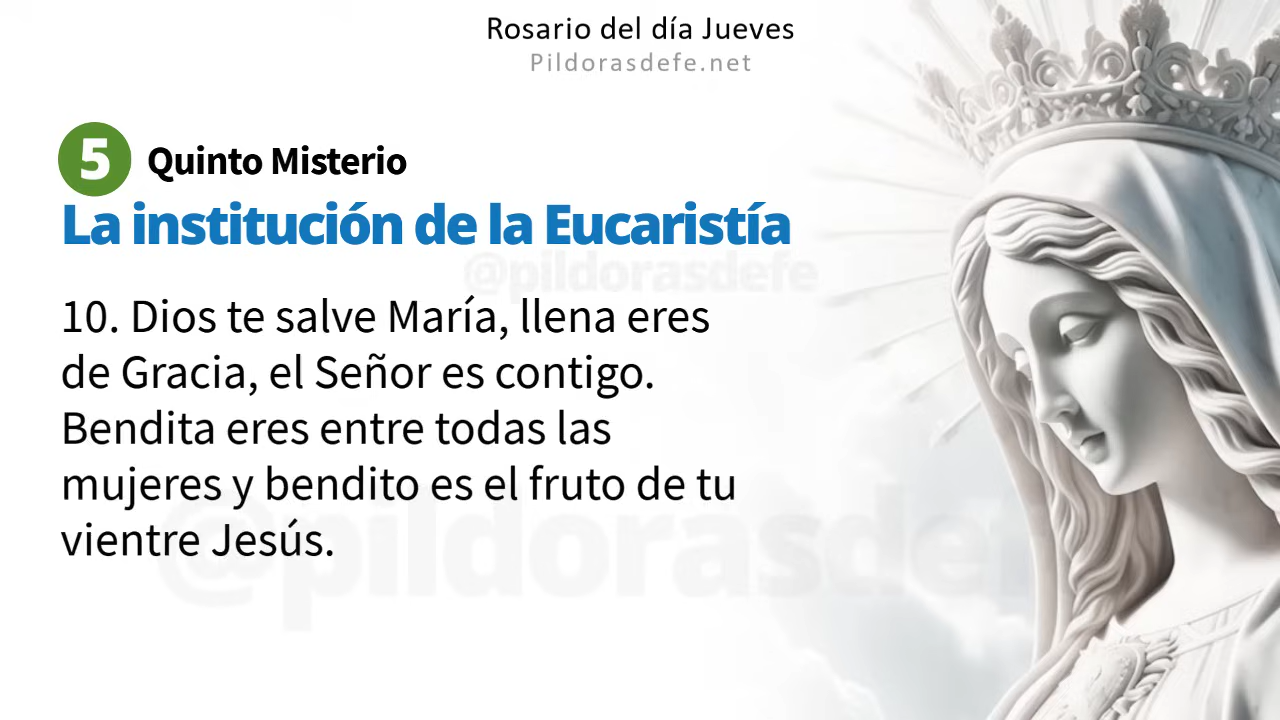 Rosario del día Jueves
Pildorasdefe.net
5 Quinto Misterio
La institución de la Eucaristía
@pildorasdefe
10. Dios te salve María, llena eres
de Gracia, el Señor es contigo.
Bendita eres entre todas las
mujeres y bendito es el fruto de tu
vientre Jesús.
@pildorasdef